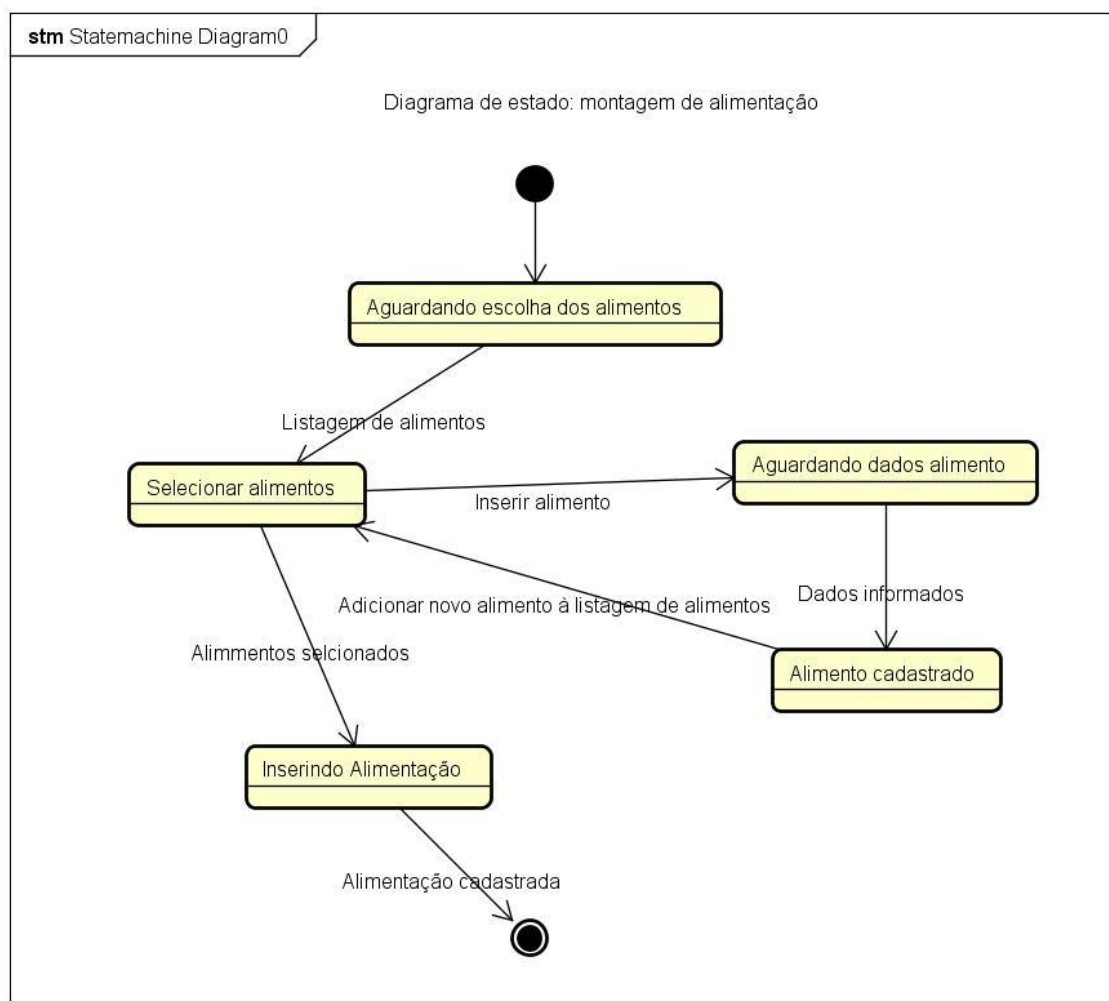 stm Statemachine Diagram0
Diagrama de estado: montagem de alimentação
Aguardando escolha dos alimentos
Listagem de alimentos
Selecionar alimentos
Aguardando dados alimento
Inserir alimento
Adicionar novo alimento à listagem de alimentos
Dados informados
Alimmentos selcionados
Alimento cadastrado
Inserindo Alimentação
Alimentação cadastrada